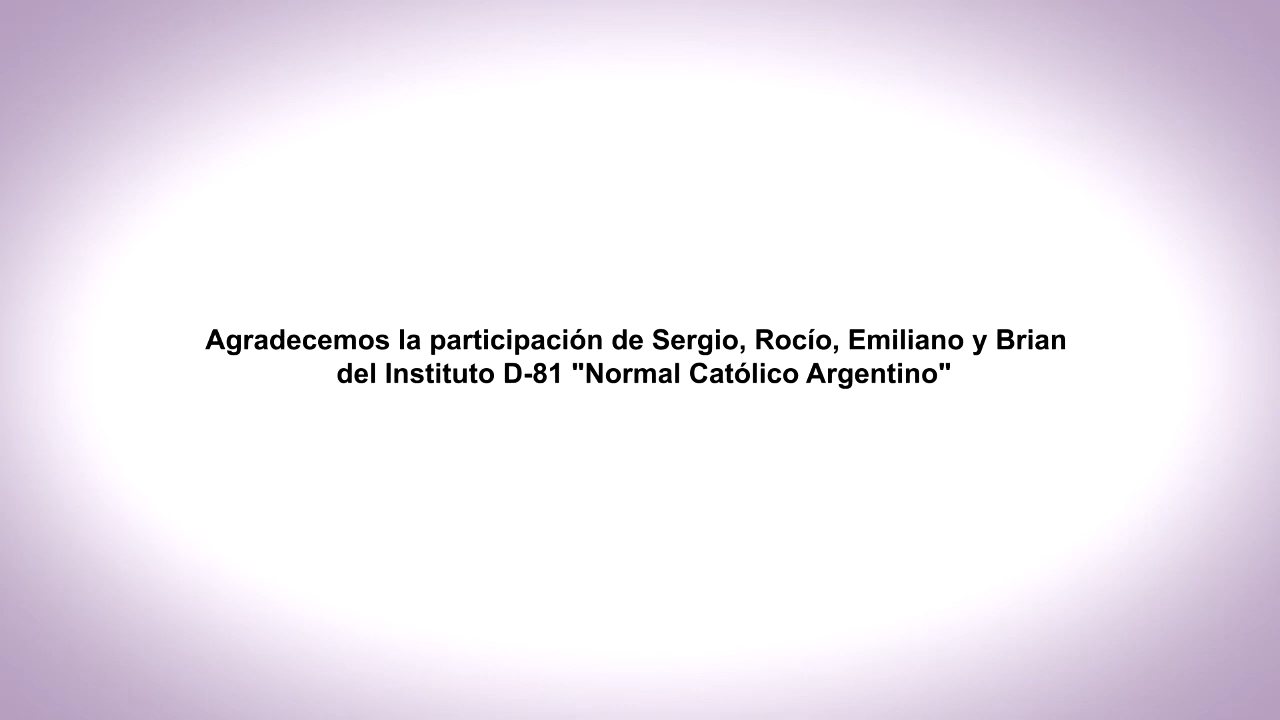 Agradecemos la participación de Sergio, Rocío, Emiliano y Brian
del Instituto D-81 "Normal Católico Argentino"